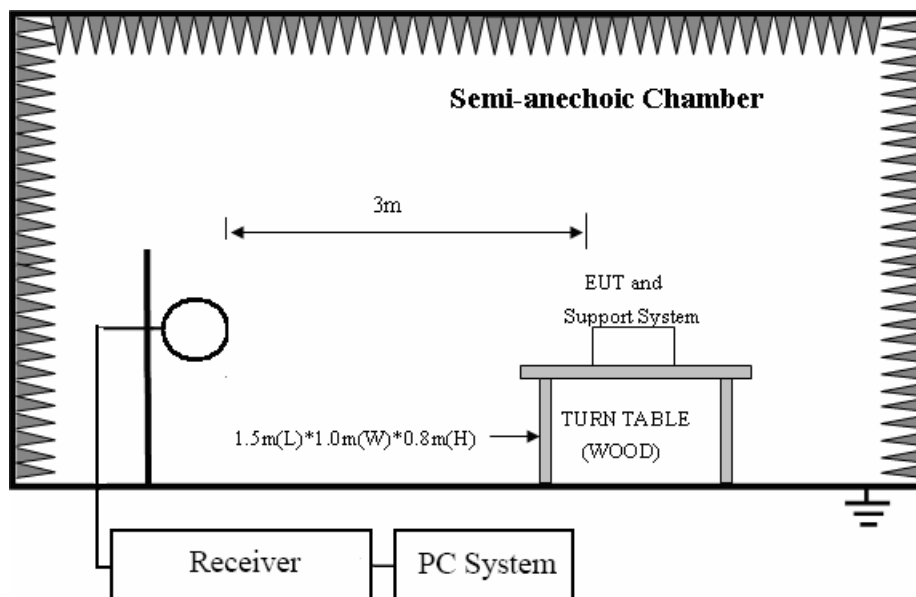 Semi-anechoic Chamber
3m
EUT and
Support System
1.5m(L)*1.0m(W)*0.8m(H)
TURN TABLE
(WOOD)
Receiver
PC System